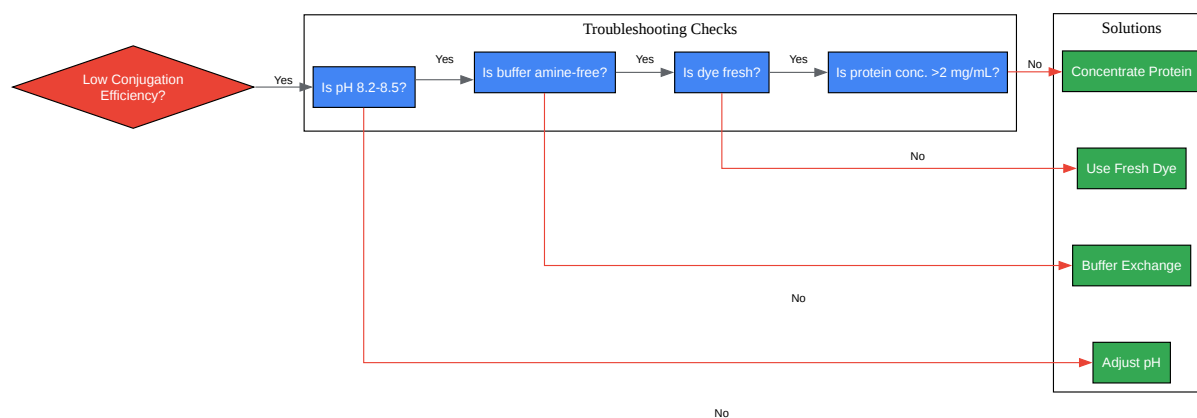 Troubleshooting Checks
Solutions
Low Conjugation
Efficiency?
Yes
Is pH 8.2-8.5?
Yes
Is buffer amine-free?
Yes
Is dye fresh?
Yes
Is protein conc. >2 mg/mL?
No
Concentrate Protein
No
Use Fresh Dye
Buffer Exchange
No
Adjust pH
No